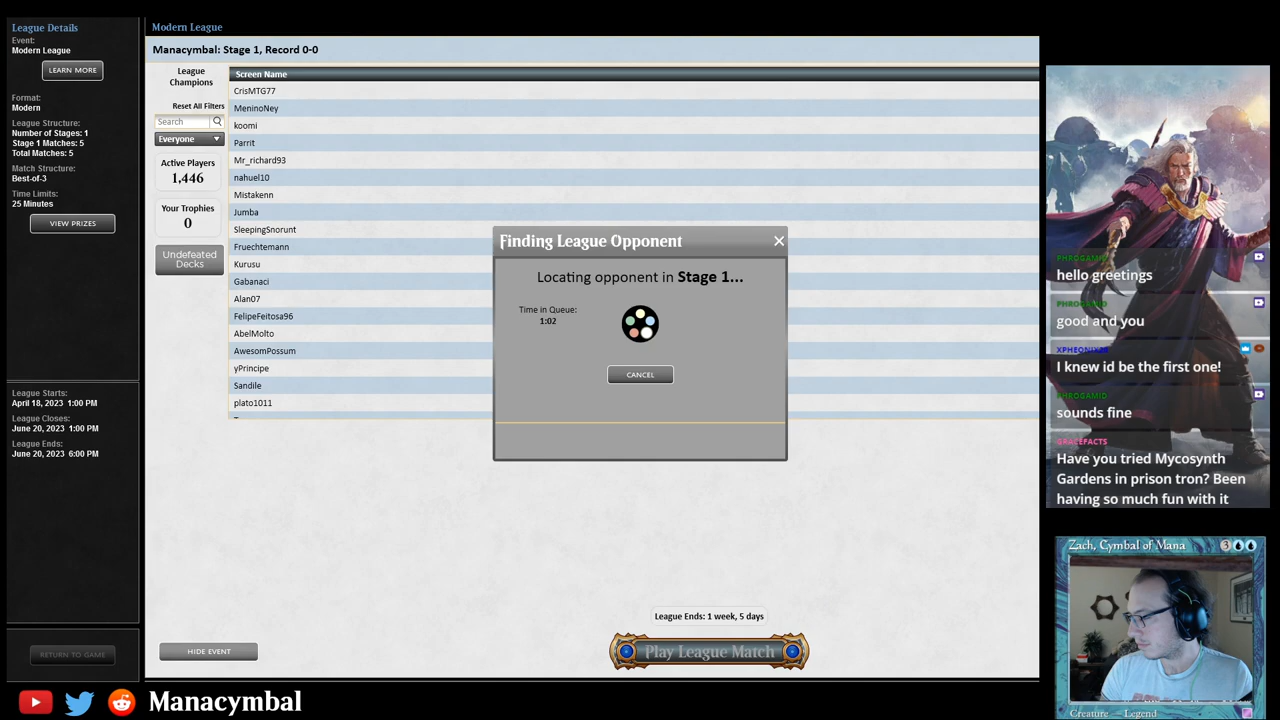 League Details
Event:
Modern League
LEARN MORE
Format:
Modern
League Structure:
Number of Stages: 1
Stage 1 Matches: 5
Total Matches: 5
Match Structure:
Best-of-3
Time Limits:
25 Minutes
VIEW PRIZES
League Starts:
April 18, 2023 1:00 PM
League Closes:
June 20, 2023 1:00 PM
League Ends:
June 20, 2023 6:00 PM
RETURN TO GAME
Modern League
Manacymbal: Stage 1, Record 0-0
League
Champions
Reset All Filters
Search
Everyone
Active Players
1,446
Your Trophies
0
Undefeated
Decks
Screen Name
CrisMTG77
MeninoNey
koomi
Parrit
Mr_richard93
nahuel10
Mistakenn
Jumba
SleepingSnorunt
Fruechtemann
Kurusu
Gabanaci
Alan07
FelipeFeitosa96
AbelMolto
AwesomPossum
yPrincipe
Sandile
plato1011
Finding League Opponent
Locating opponent in Stage 1...
Time in Queue:
1:02
CANCEL
League Ends: 1 week, 5 days
HIDE EVENT
Play League Match
PHROGAMID
hello greetings
PHROGAMID
good and you
I knew id be the first one!
PHROGAMID
sounds fine
GRACEFACTS
Have you tried Mycosynth
Gardens in prison tron? Been
having so much fun with it
Zach, Cymbal of Mana 3
Creature — Legend
Manacymbal